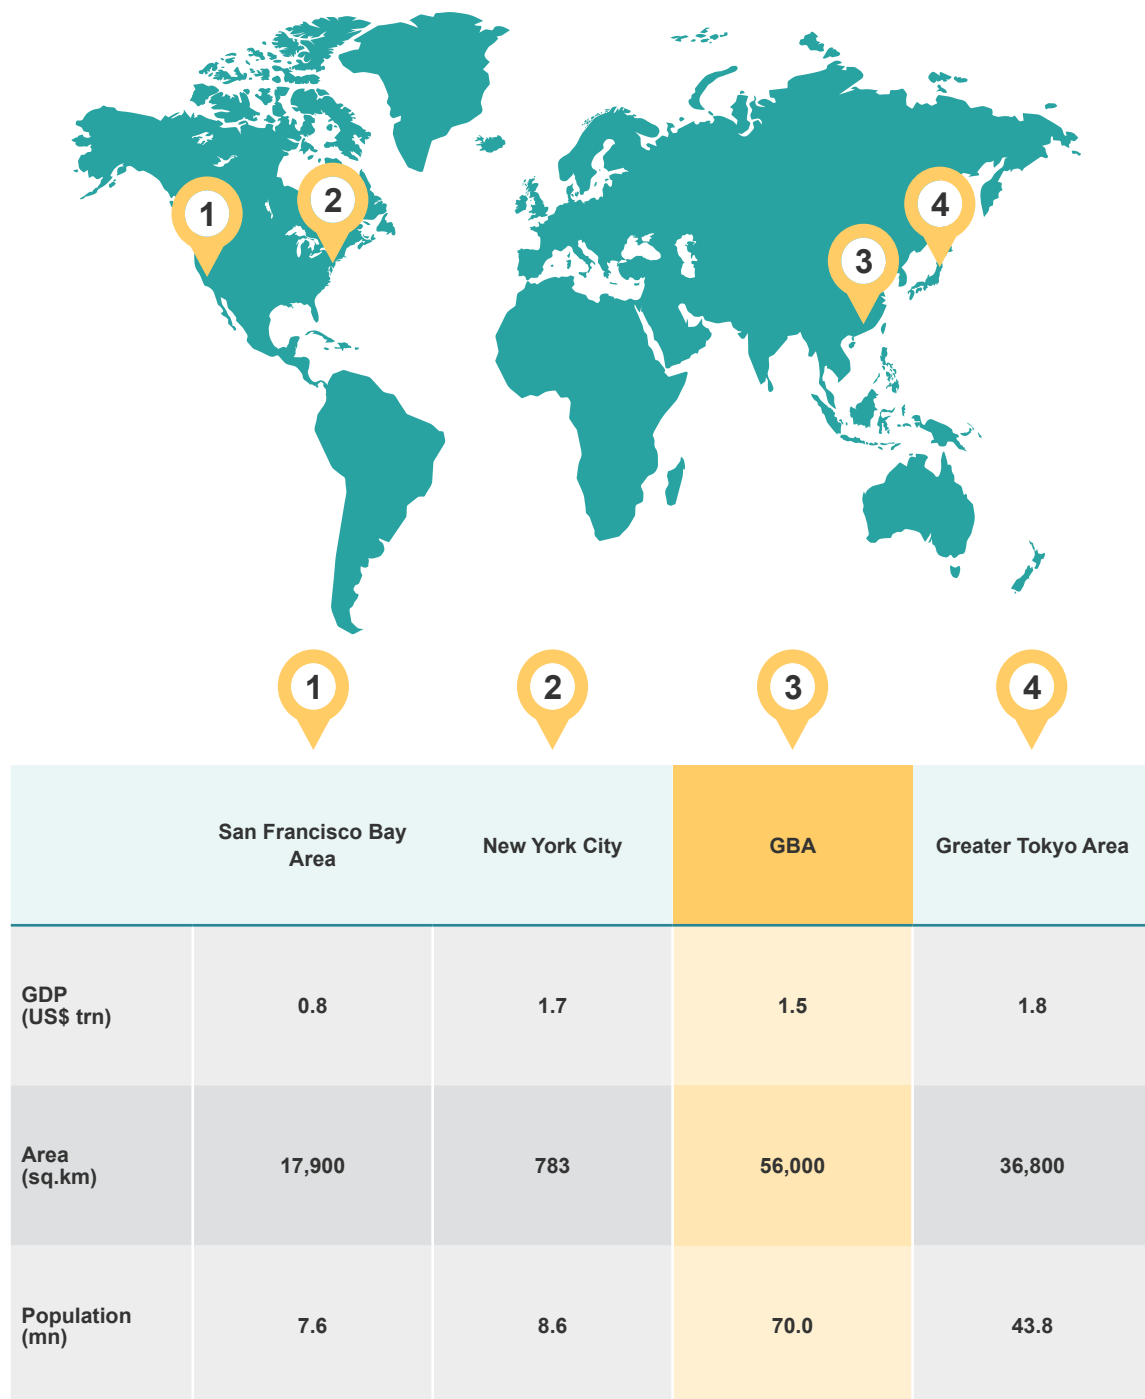 1
2
3
4
1
2
3
4
San Francisco Bay
Area
New York City
GBA
Greater Tokyo Area
GDP
(US$ trn)
0.8
1.7
1.5
1.8
Area
(sq.km)
17,900
783
56,000
36,800
Population
(mn)
7.6
8.6
70.0
43.8